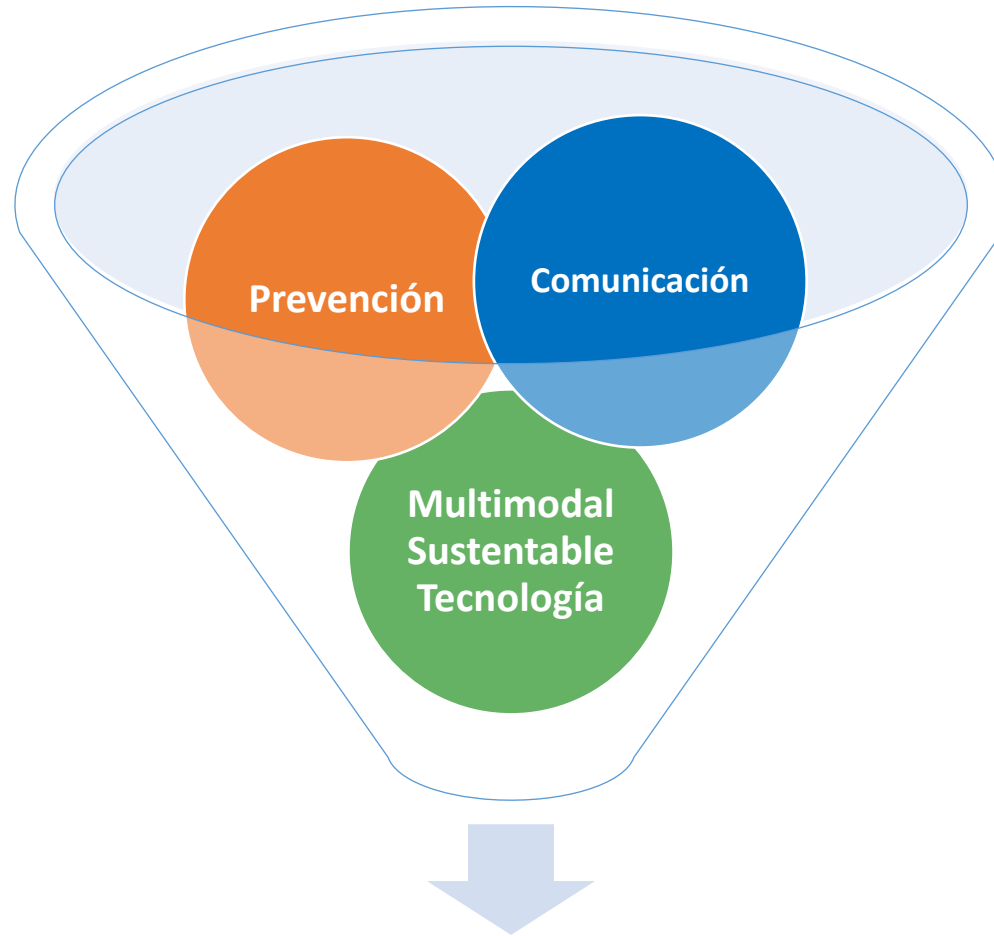 Prevención
Comunicación
Multimodal
Sustentable
Tecnología